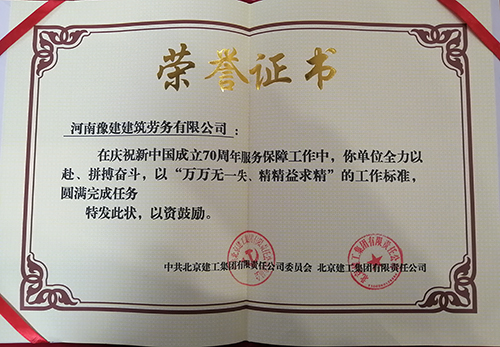 荣誉证书
河南豫建建筑劳务有限公司：
在庆祝新中国成立70周年服务保障工作中，你单位全力以
赴、拼搏奋斗，以“万万无一失、精精益求精”的工作标准，
圆满完成任务
特发此状，以资鼓励。
中共北京建工集团有限责任公司委员会 北京建工集团有限责任公司